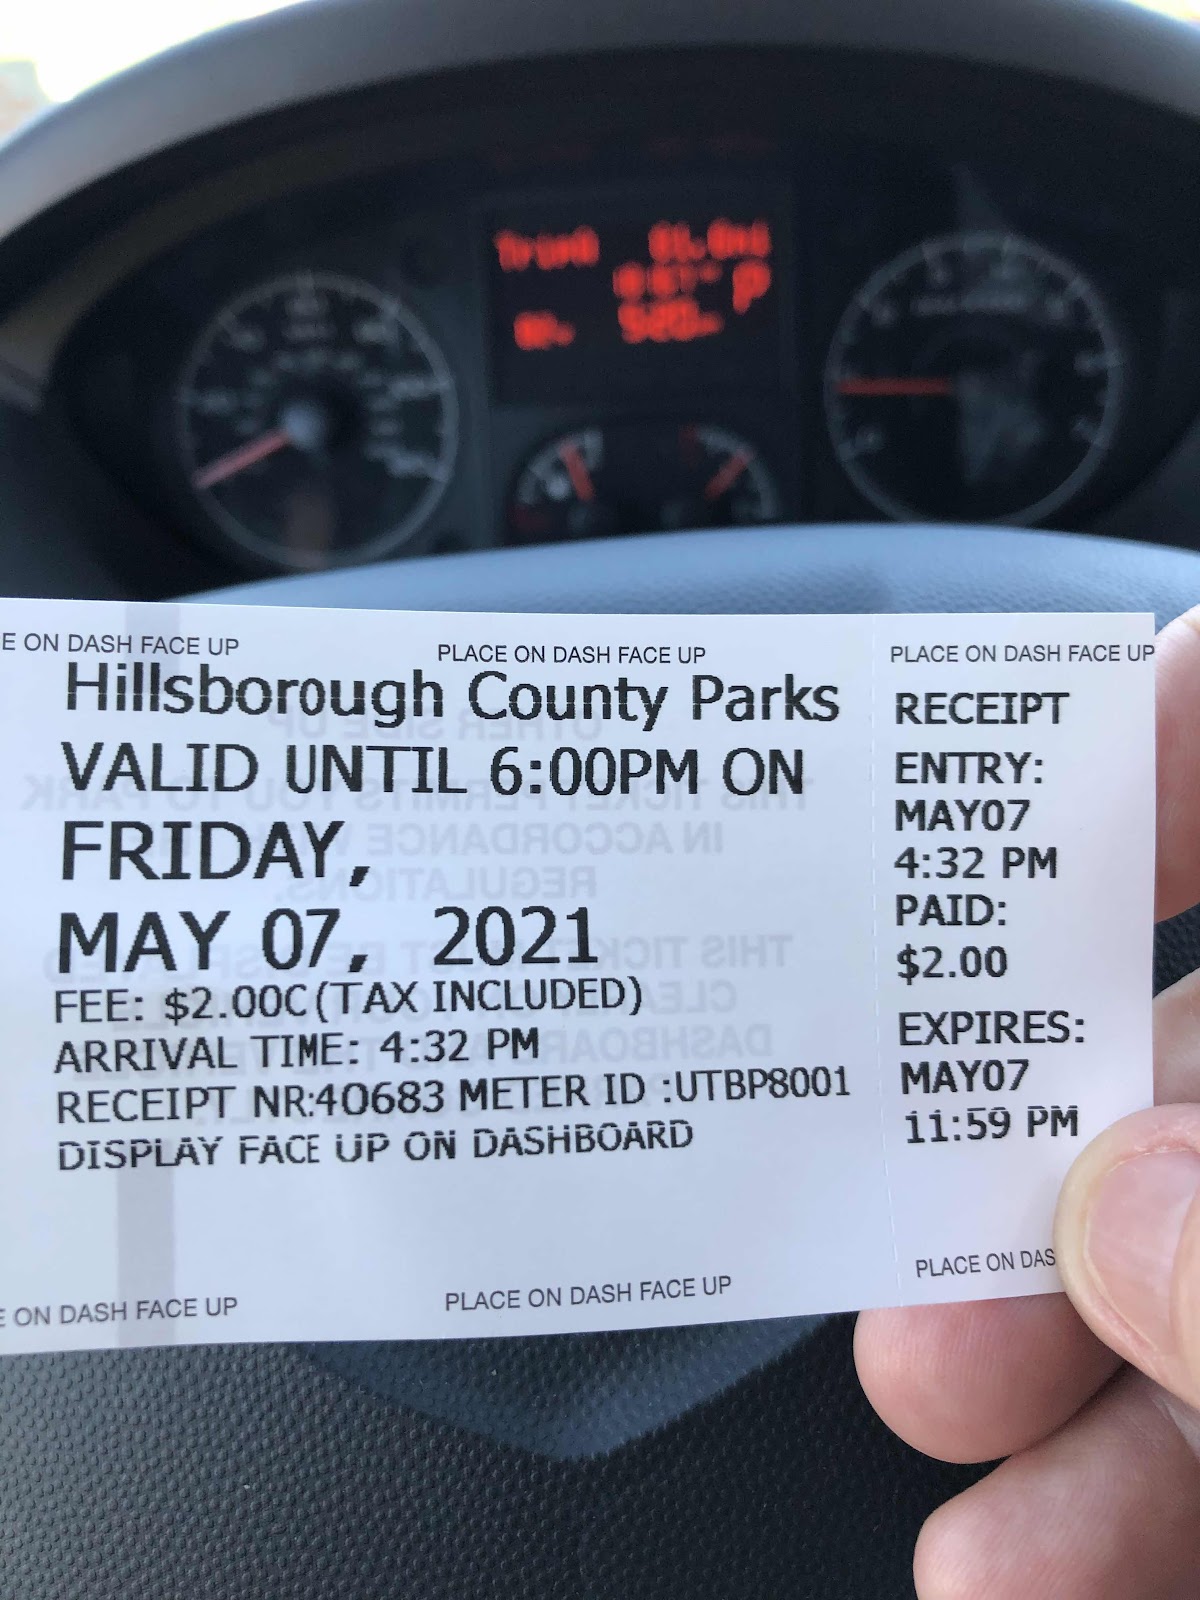 E ON DASH FACE UP
PLACE ON DASH FACE UP
PLACE ON DASH FACE UP
Hillsborough County Parks
VALID UNTIL 6:00PM ON
FRIDAY,
MAY 07, 2021
FEE: $2.00C(TAX INCLUDED)
ARRIVAL TIME: 4:32 PM
RECEIPT NR:40683 METER ID :UTBP8001
DISPLAY FACE UP ON DASHBOARD
RECEIPT
ENTRY:
MAY07
4:32 PM
PAID:
$2.00
EXPIRES:
MAY07
11:59 PM
E ON DASH FACE UP
PLACE ON DASH FACE UP
PLACE ON DAS